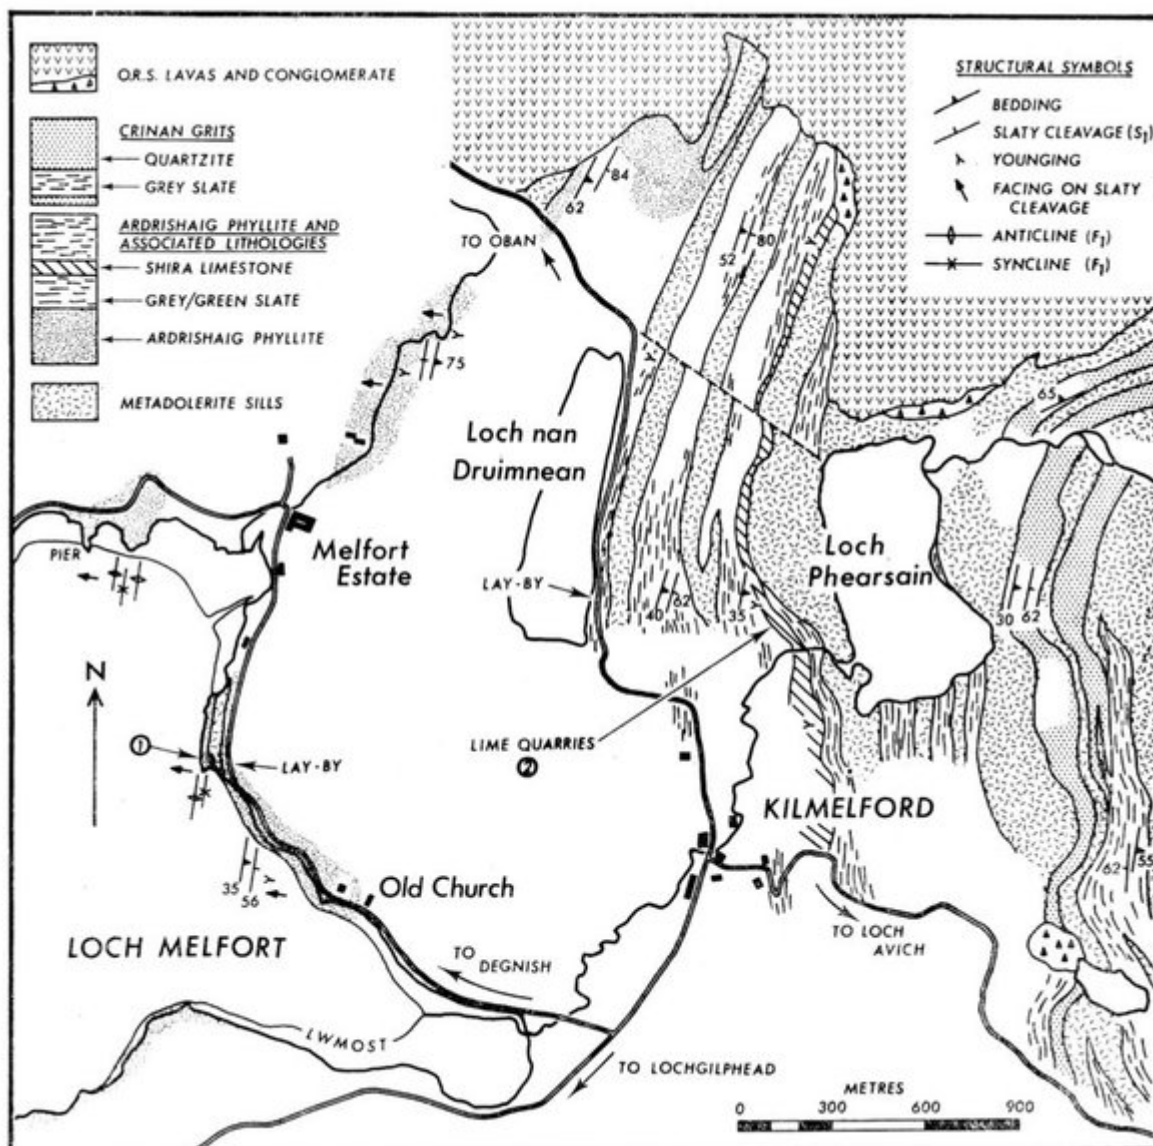 O.R.S. LAVAS AND CONGLOMERATE
CRINAN GRITS
QUARTZITE
GREY SLATE
ARDRISHAIG PHYLLITE AND
ASSOCIATED LITHOLOGIES
SHIRA LIMESTONE
GREY/GREEN SLATE
ARDRISHAIG PHYLLITE
METADOLERITE SILLS
STRUCTURAL SYMBOLS
BEDDING
SLATY CLEAVAGE (S1)
YOUNGING
FACING ON SLATY
CLEAVAGE
ANTICLINE (F1)
SYNCLINE (F1)
84
62
TO OBAN
80
52
75
65
Loch nan
Druimnean
Melfort
Estate
PIER
LAY-BY
40
62
35
Loch
Phearsain
30
62
N
1
LAY-BY
LIME QUARRIES
2
KILMELFORD
35
56
Old Church
62
55
LOCH MELFORT
TO
DEGNISH
TO LOCH
AVICH
LWMOST
TO LOCHGILPHEAD
METRES
0 300 600 900